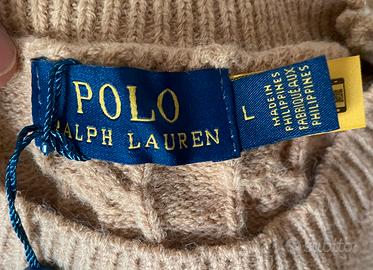 POLO
RALPH LAUREN
L
MADE IN
PHILIPPINES
FABRIQUÉ AUX
PHILIPPINES
subito